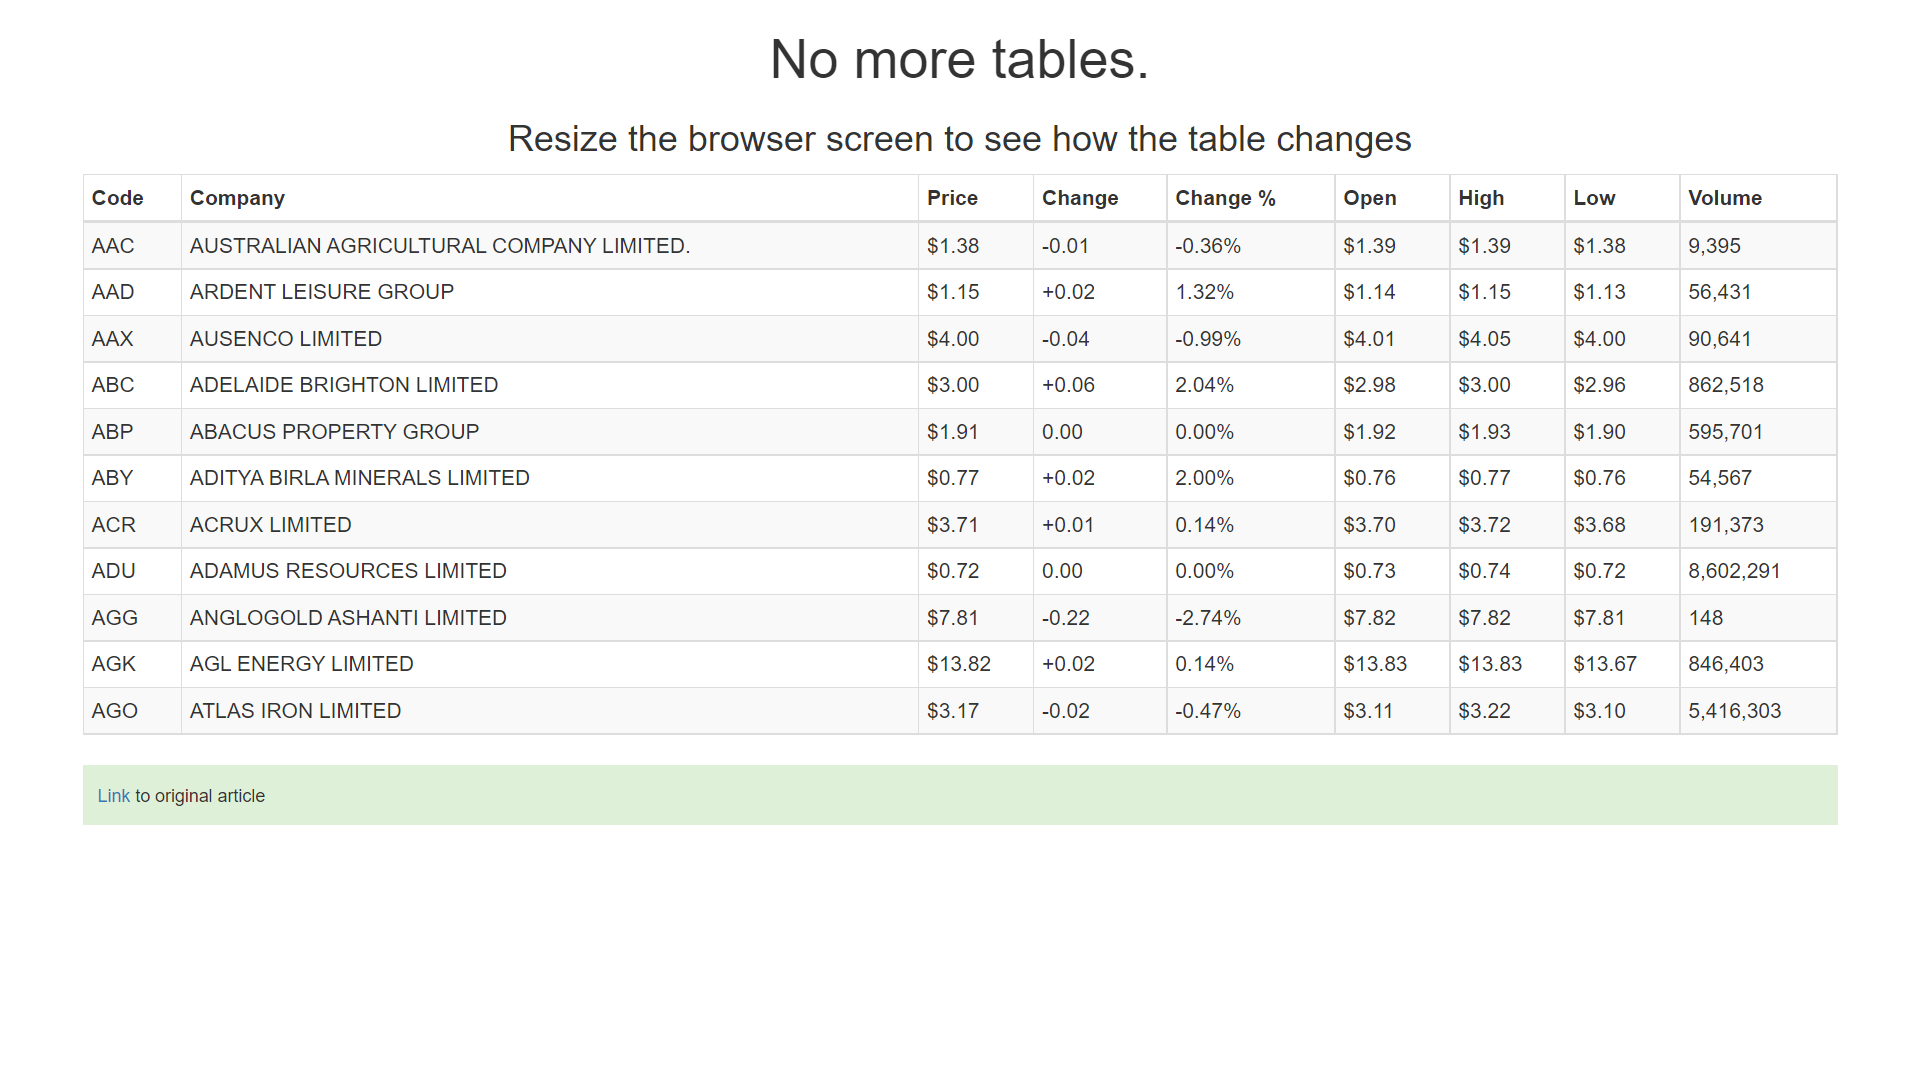 No more tables.
Resize the browser screen to see how the table changes
Code Company Price Change Change % Open High Low Volume
AAC AUSTRALIAN AGRICULTURAL COMPANY LIMITED. $1.38 -0.01 -0.36% $1.39 $1.39 $1.38 9,395
AAD ARDENT LEISURE GROUP $1.15 +0.02 1.32% $1.14 $1.15 $1.13 56,431
AAX AUSENCO LIMITED $4.00 -0.04 -0.99% $4.01 $4.05 $4.00 90,641
ABC ADELAIDE BRIGHTON LIMITED $3.00 +0.06 2.04% $2.98 $3.00 $2.96 862,518
ABP ABACUS PROPERTY GROUP $1.91 0.00 0.00% $1.92 $1.93 $1.90 595,701
ABY ADITYA BIRLA MINERALS LIMITED $0.77 +0.02 2.00% $0.76 $0.77 $0.76 54,567
ACR ACRUX LIMITED $3.71 +0.01 0.14% $3.70 $3.72 $3.68 191,373
ADU ADAMUS RESOURCES LIMITED $0.72 0.00 0.00% $0.73 $0.74 $0.72 8,602,291
AGG ANGLOGOLD ASHANTI LIMITED $7.81 -0.22 -2.74% $7.82 $7.82 $7.81 148
AGK AGL ENERGY LIMITED $13.82 +0.02 0.14% $13.83 $13.83 $13.67 846,403
AGO ATLAS IRON LIMITED $3.17 -0.02 -0.47% $3.11 $3.22 $3.10 5,416,303
Link to original article